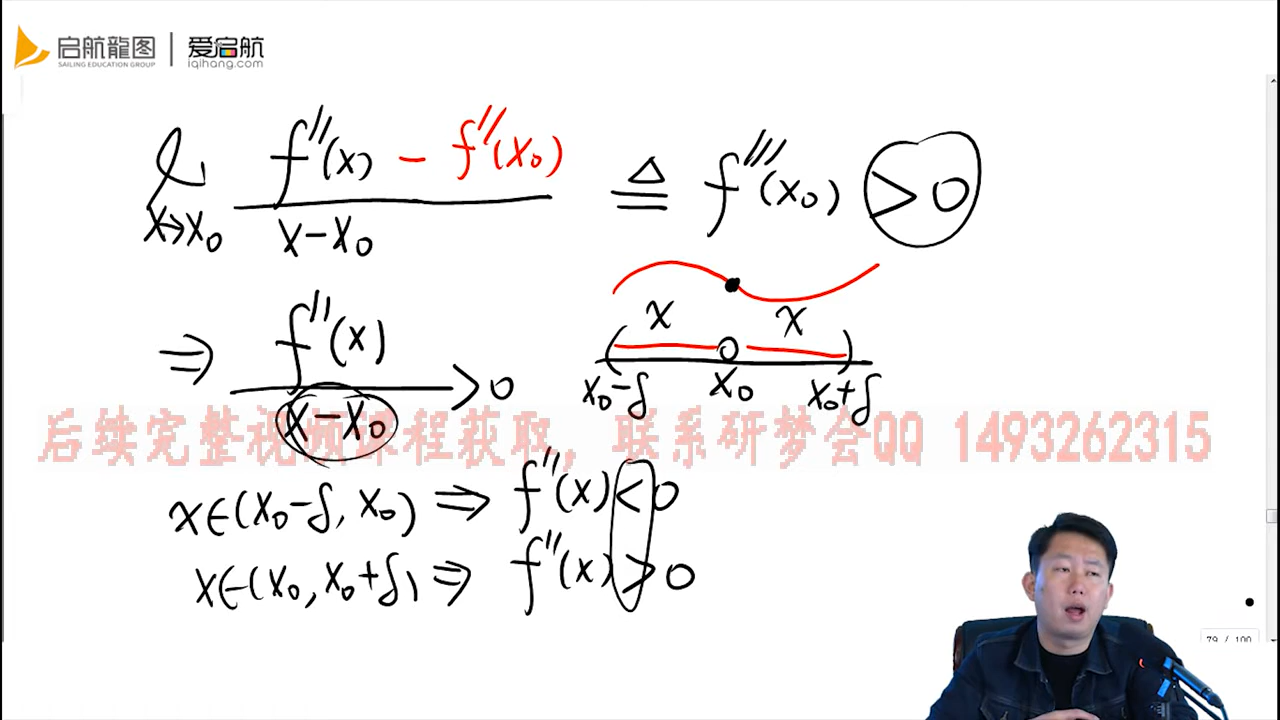 启航龍图 | 爱启航
SAILING EDUCATION GROUP iqihang.com
lim x→x₀ (f''(x) - f''(x₀)) / (x-x₀) ≜ f'''(x₀) > 0
⇒ f''(x) / (x-x₀) > 0
x x
x₀-δ x₀ x₀+δ
后续完整视频课程获取，联系研梦会QQ 1493262315
x∈(x₀-δ, x₀) ⇒ f''(x) < 0
x∈(x₀, x₀+δ) ⇒ f''(x) > 0
79 / 100